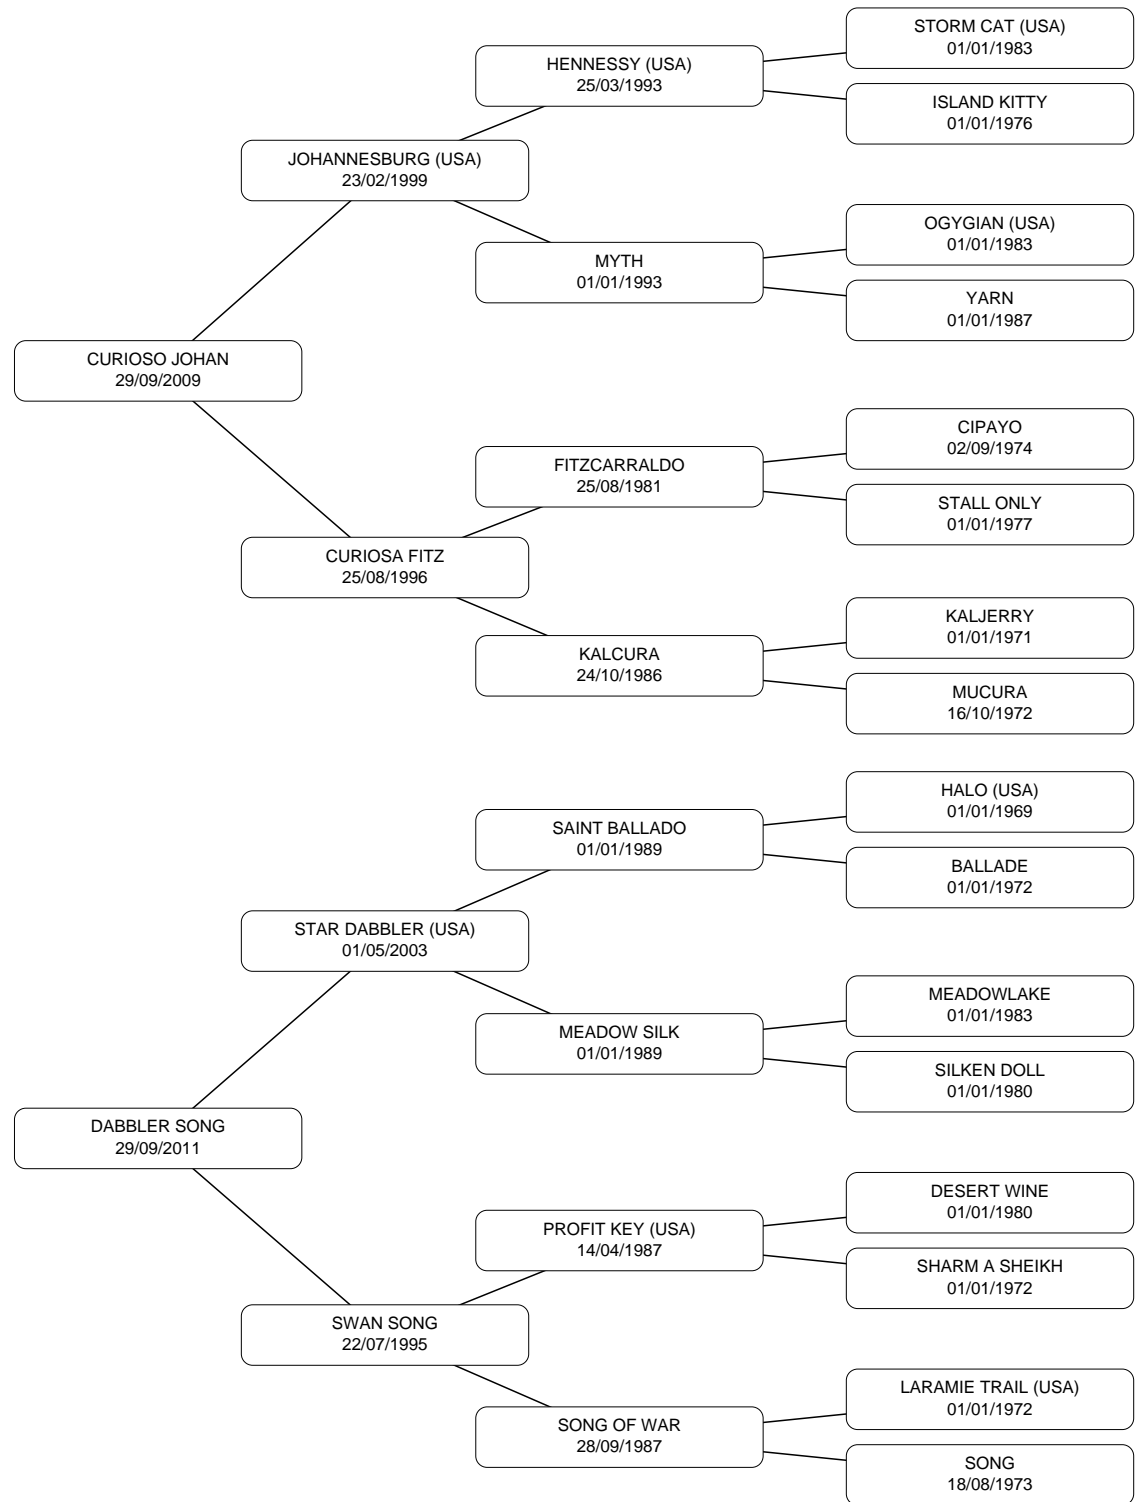 STORM CAT (USA)
01/01/1983
HENNESSY (USA)
25/03/1993
ISLAND KITTY
01/01/1976
JOHANNESBURG (USA)
23/02/1999
OGYGIAN (USA)
01/01/1983
MYTH
01/01/1993
YARN
01/01/1987
CURIOSO JOHAN
29/09/2009
CIPAYO
02/09/1974
FITZCARRALDO
25/08/1981
STALL ONLY
01/01/1977
CURIOSA FITZ
25/08/1996
KALJERRY
01/01/1971
KALCURA
24/10/1986
MUCURA
16/10/1972
HALO (USA)
01/01/1969
SAINT BALLADO
01/01/1989
BALLADE
01/01/1972
STAR DABBLER (USA)
01/05/2003
MEADOWLAKE
01/01/1983
MEADOW SILK
01/01/1989
SILKEN DOLL
01/01/1980
DABBLER SONG
29/09/2011
DESERT WINE
01/01/1980
PROFIT KEY (USA)
14/04/1987
SHARM A SHEIKH
01/01/1972
SWAN SONG
22/07/1995
LARAMIE TRAIL (USA)
01/01/1972
SONG OF WAR
28/09/1987
SONG
18/08/1973